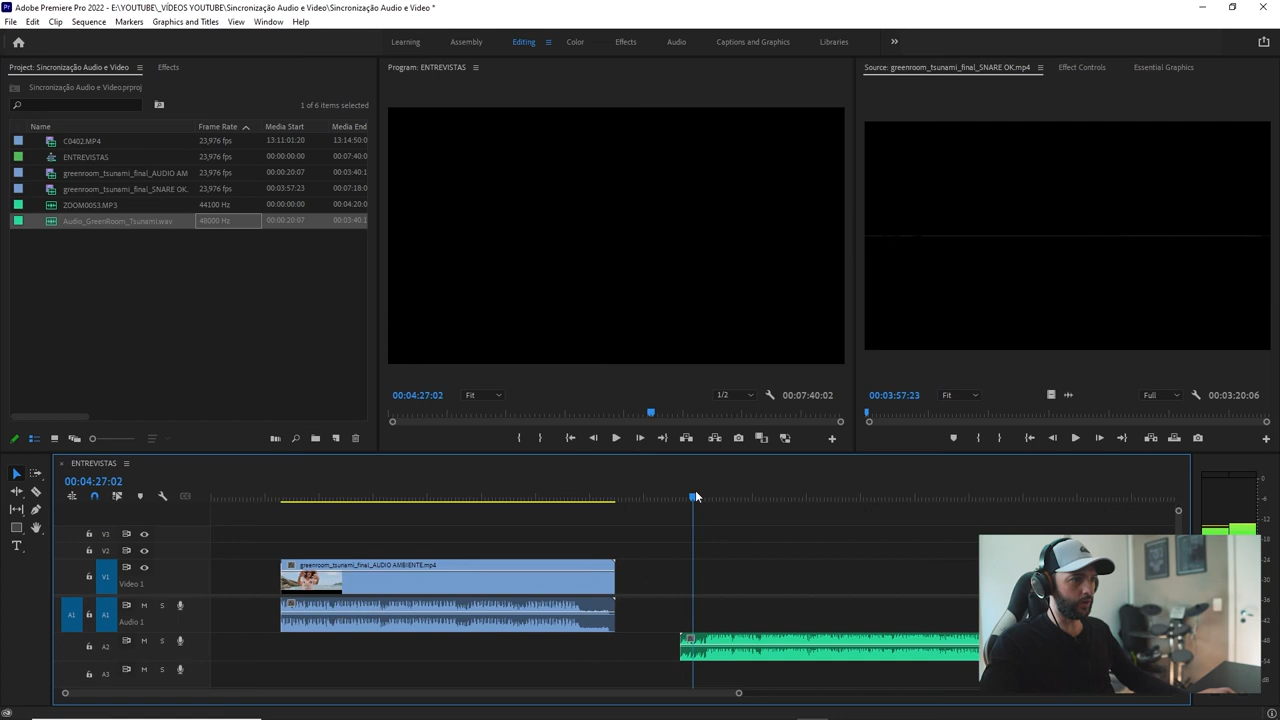 Adobe Premiere Pro 2022 - E:\YOUTUBE\_VÍDEOS YOUTUBE\Sincronização Audio e Video\Sincronização Audio e Video.prproj *
File Edit Clip Sequence Markers Graphics and Titles View Window Help
Learning Assembly Editing Color Effects Audio Captions and Graphics Libraries
Project: Sincronização Audio e Video Effects
Sincronização Audio e Video.prproj
1 of 6 items selected
Name Frame Rate Media Start Media End
C0402.MP4 23,976 fps 13:11:01:20 13:14:50:0
ENTREVISTAS 23,976 fps 00:00:00:00 00:07:40:0
greenroom_tsunami_final_AUDIO AM 23,976 fps 00:00:20:07 00:03:40:1
greenroom_tsunami_final_SNARE OK. 23,976 fps 00:03:57:23 00:07:18:0
ZOOM0053.MP3 44100 Hz 00:00:00:00 00:04:20:0
Audio_GreenRoom_Tsunami.wav 48000 Hz 00:00:20:07 00:03:40:1
Program: ENTREVISTAS
00:04:27:02 Fit 1/2 00:07:40:02
Source: greenroom_tsunami_final_SNARE OK.mp4 Effect Controls Essential Graphics
00:03:57:23 Fit Full 00:03:20:06
ENTREVISTAS
00:04:27:02
V3
V2
V1 Video 1
greenroom_tsunami_final_AUDIO AMBIENTE.mp4
A1 A1 M S
Audio 1
A2 M S
A3 M S
0
-6
-12
-18